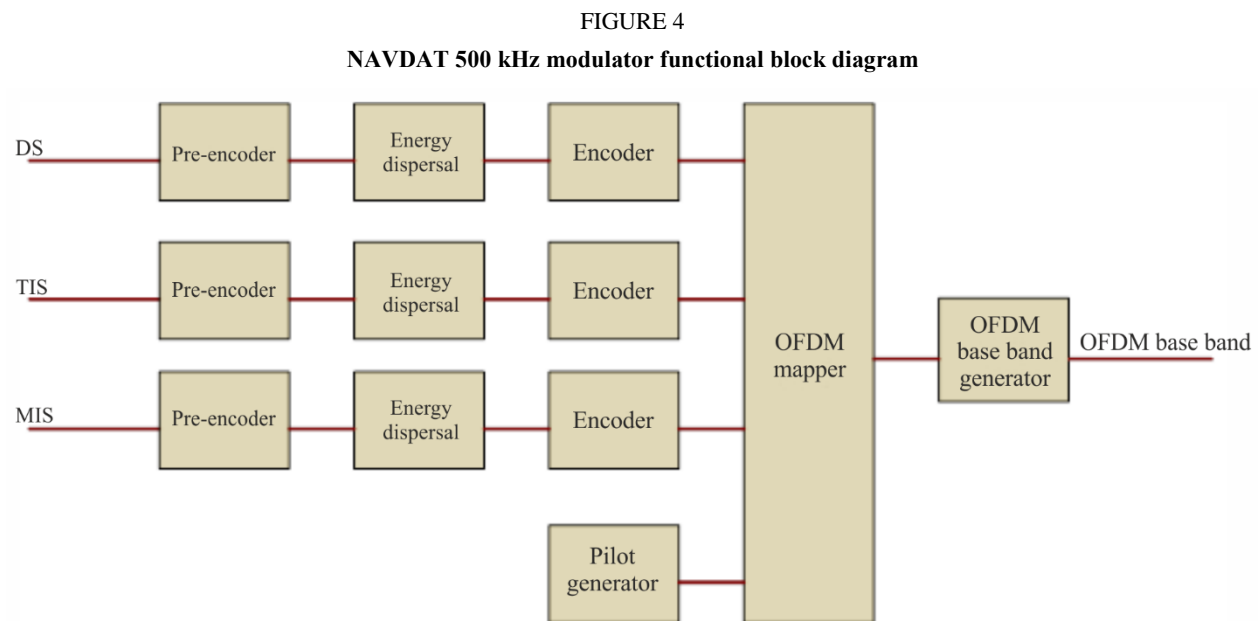 FIGURE 4
NAVDAT 500 kHz modulator functional block diagram
DS
Pre-encoder
Energy
dispersal
Encoder
TIS
Pre-encoder
Energy
dispersal
Encoder
MIS
Pre-encoder
Energy
dispersal
Encoder
Pilot
generator
OFDM
mapper
OFDM
base band
generator
OFDM base band